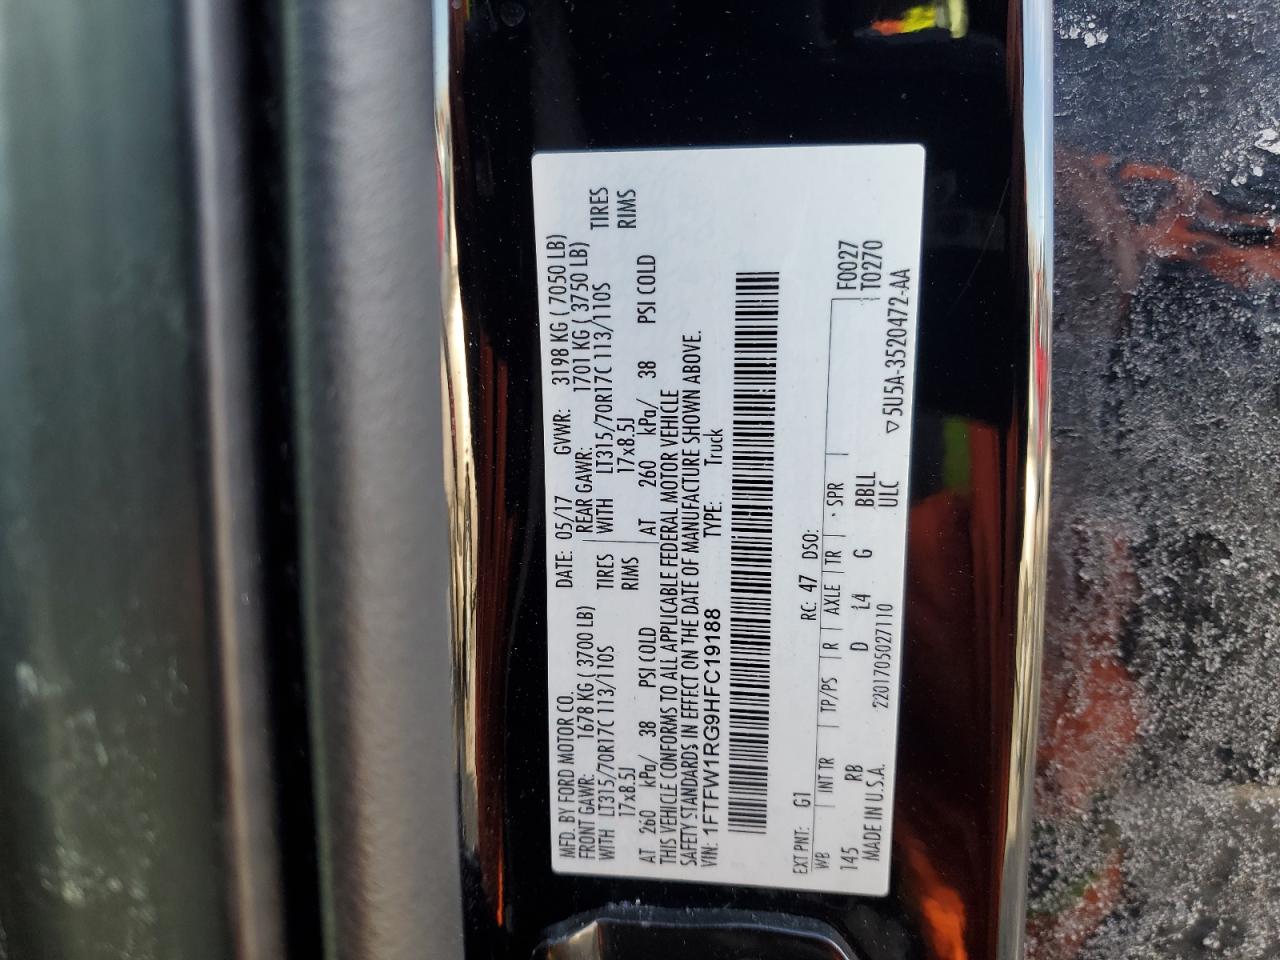 MFD. BY FORD MOTOR CO. DATE: 05/17 GVWR: 3198 KG ( 7050 LB)
FRONT GAWR: 1678 KG ( 3700 LB) REAR GAWR: 1701 KG ( 3750 LB)
WITH LT315/70R17C 113/110S TIRES WITH LT315/70R17C 113/110S TIRES
17x8.5J RIMS 17x8.5J RIMS
AT 260 kPa/ 38 PSI COLD AT 260 kPa/ 38 PSI COLD
THIS VEHICLE CONFORMS TO ALL APPLICABLE FEDERAL MOTOR VEHICLE
SAFETY STANDARDS IN EFFECT ON THE DATE OF MANUFACTURE SHOWN ABOVE.
VIN: 1FTFW1RG9HFC19188 TYPE: Truck
EXT PNT: G1 RC: 47 DSO:
WB INT TR TP/PS R AXLE TR SPR F0027
145 RB D L4 G BBLL T0270
MADE IN U.S.A. 2201705027110 ULC
▽5U5A-3520472-AA